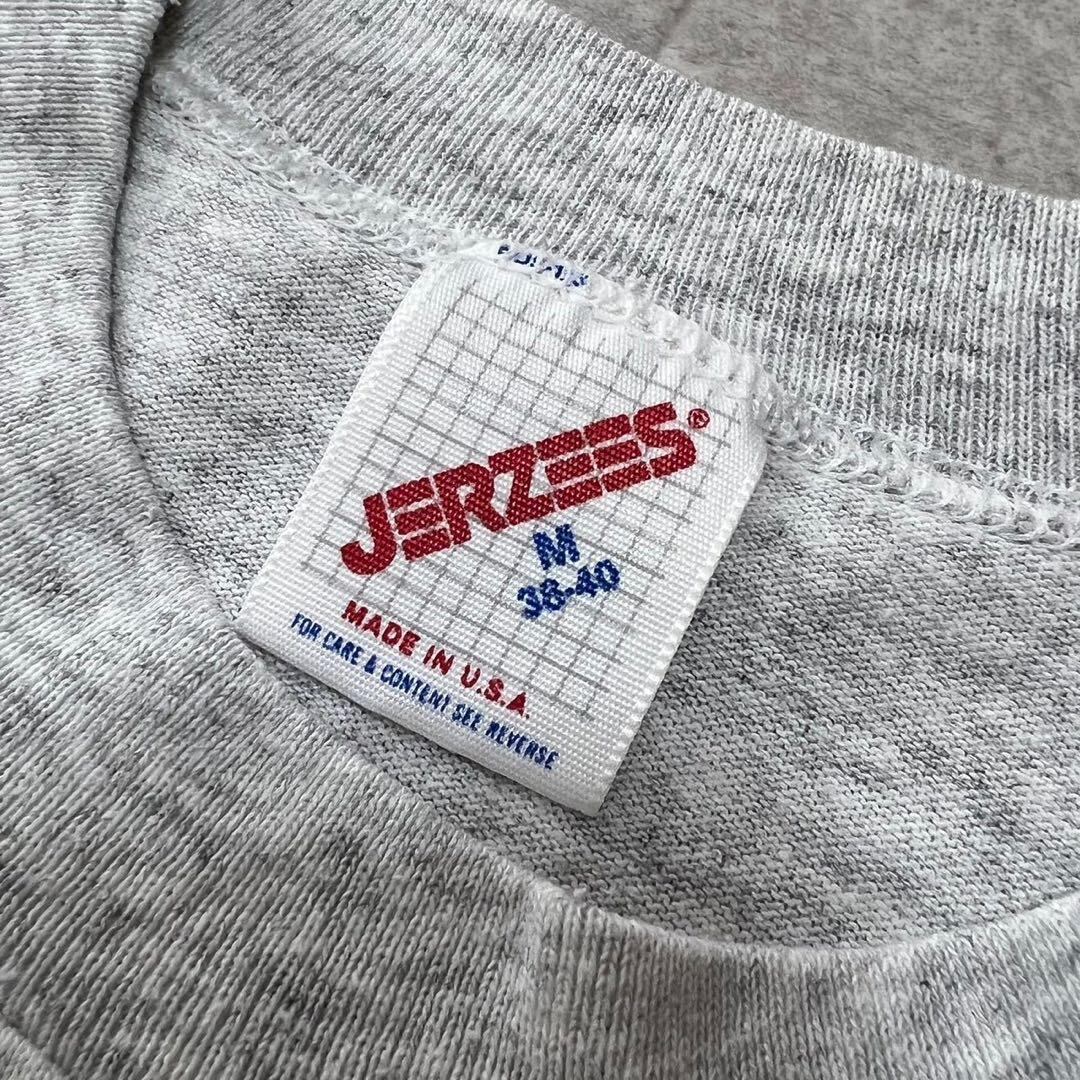 JERZEES®
M
38-40
MADE IN U.S.A.
FOR CARE & CONTENT SEE REVERSE